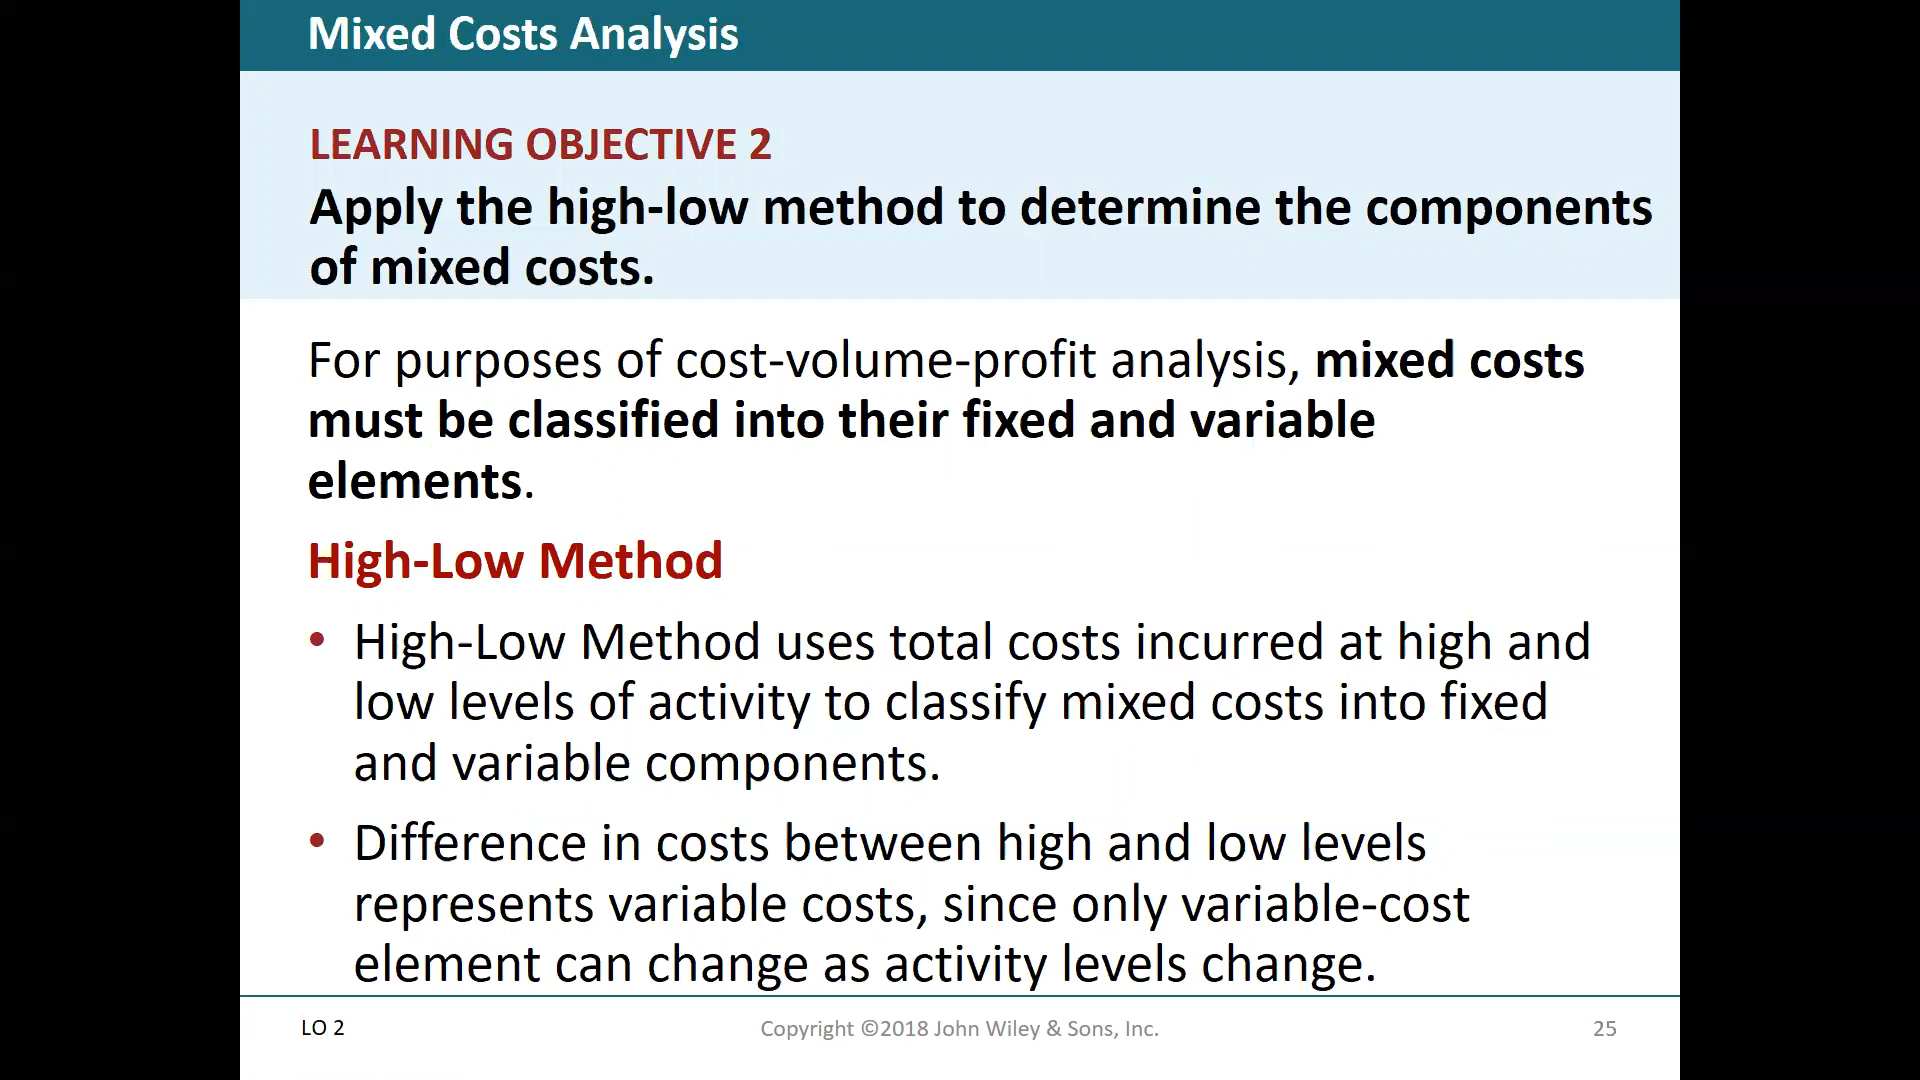 Mixed Costs Analysis
LEARNING OBJECTIVE 2
Apply the high-low method to determine the components
of mixed costs.
For purposes of cost-volume-profit analysis, mixed costs
must be classified into their fixed and variable
elements.
High-Low Method
• High-Low Method uses total costs incurred at high and
low levels of activity to classify mixed costs into fixed
and variable components.
• Difference in costs between high and low levels
represents variable costs, since only variable-cost
element can change as activity levels change.
LO 2
Copyright ©2018 John Wiley & Sons, Inc.
25